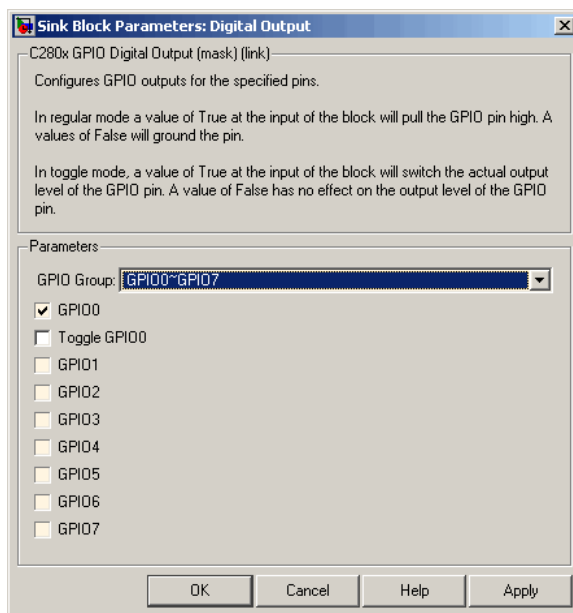 Sink Block Parameters: Digital Output
C280x GPIO Digital Output (mask) (link)
Configures GPIO outputs for the specified pins.
In regular mode a value of True at the input of the block will pull the GPIO pin high. A
values of False will ground the pin.
In toggle mode, a value of True at the input of the block will switch the actual output
level of the GPIO pin. A value of False has no effect on the output level of the GPIO
pin.
Parameters
GPIO Group: GPIO0~GPIO7
GPIO0
Toggle GPIO0
GPIO1
GPIO2
GPIO3
GPIO4
GPIO5
GPIO6
GPIO7
OK Cancel Help Apply